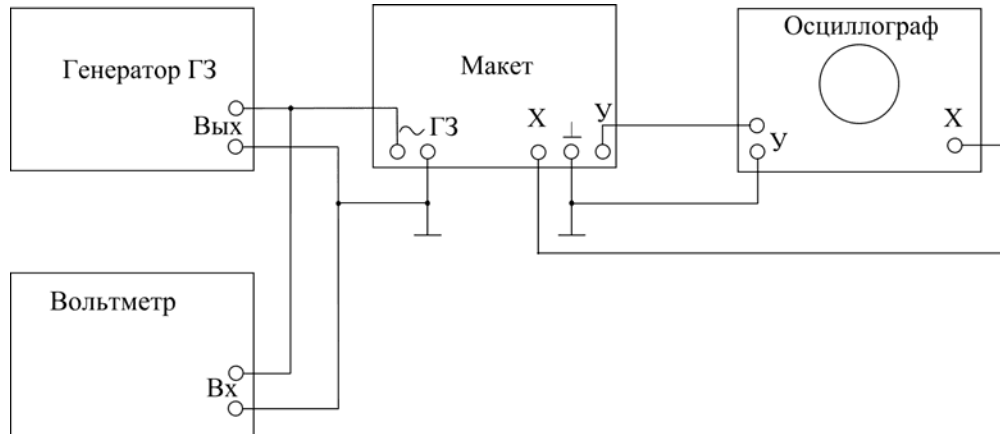 Генератор ГЗ
Вых
Макет
ГЗ
Х
У
Осциллограф
У
Х
Вольтметр
Вх